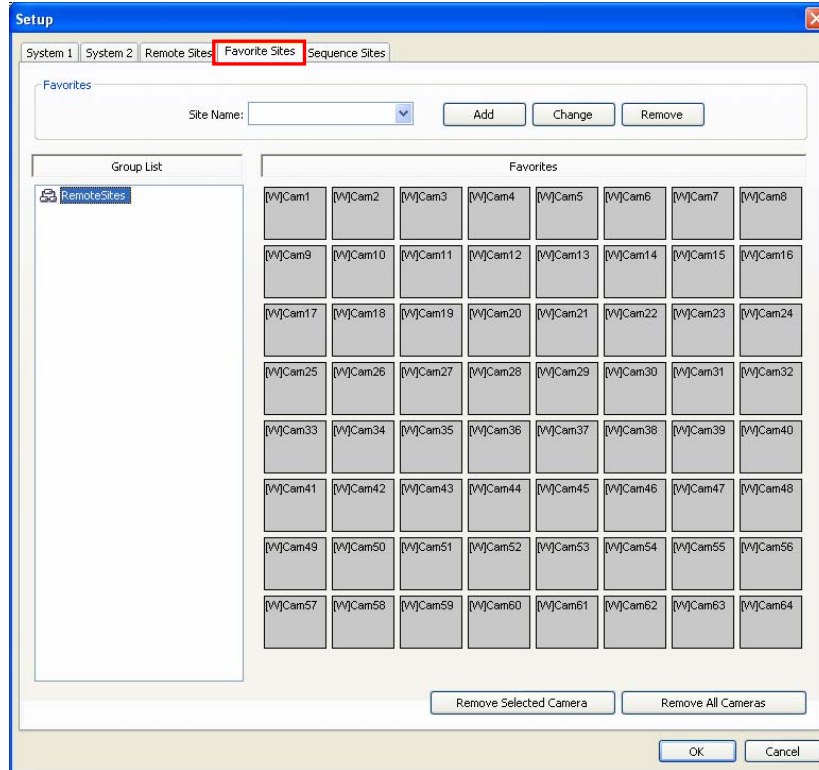 Setup
System 1 System 2 Remote Sites Favorite Sites Sequence Sites
Favorites
Site Name: Add Change Remove
Group List Favorites
RemoteSites
[W]Cam1 [W]Cam2 [W]Cam3 [W]Cam4 [W]Cam5 [W]Cam6 [W]Cam7 [W]Cam8
[W]Cam9 [W]Cam10 [W]Cam11 [W]Cam12 [W]Cam13 [W]Cam14 [W]Cam15 [W]Cam16
[W]Cam17 [W]Cam18 [W]Cam19 [W]Cam20 [W]Cam21 [W]Cam22 [W]Cam23 [W]Cam24
[W]Cam25 [W]Cam26 [W]Cam27 [W]Cam28 [W]Cam29 [W]Cam30 [W]Cam31 [W]Cam32
[W]Cam33 [W]Cam34 [W]Cam35 [W]Cam36 [W]Cam37 [W]Cam38 [W]Cam39 [W]Cam40
[W]Cam41 [W]Cam42 [W]Cam43 [W]Cam44 [W]Cam45 [W]Cam46 [W]Cam47 [W]Cam48
[W]Cam49 [W]Cam50 [W]Cam51 [W]Cam52 [W]Cam53 [W]Cam54 [W]Cam55 [W]Cam56
[W]Cam57 [W]Cam58 [W]Cam59 [W]Cam60 [W]Cam61 [W]Cam62 [W]Cam63 [W]Cam64
Remove Selected Camera Remove All Cameras
OK Cancel